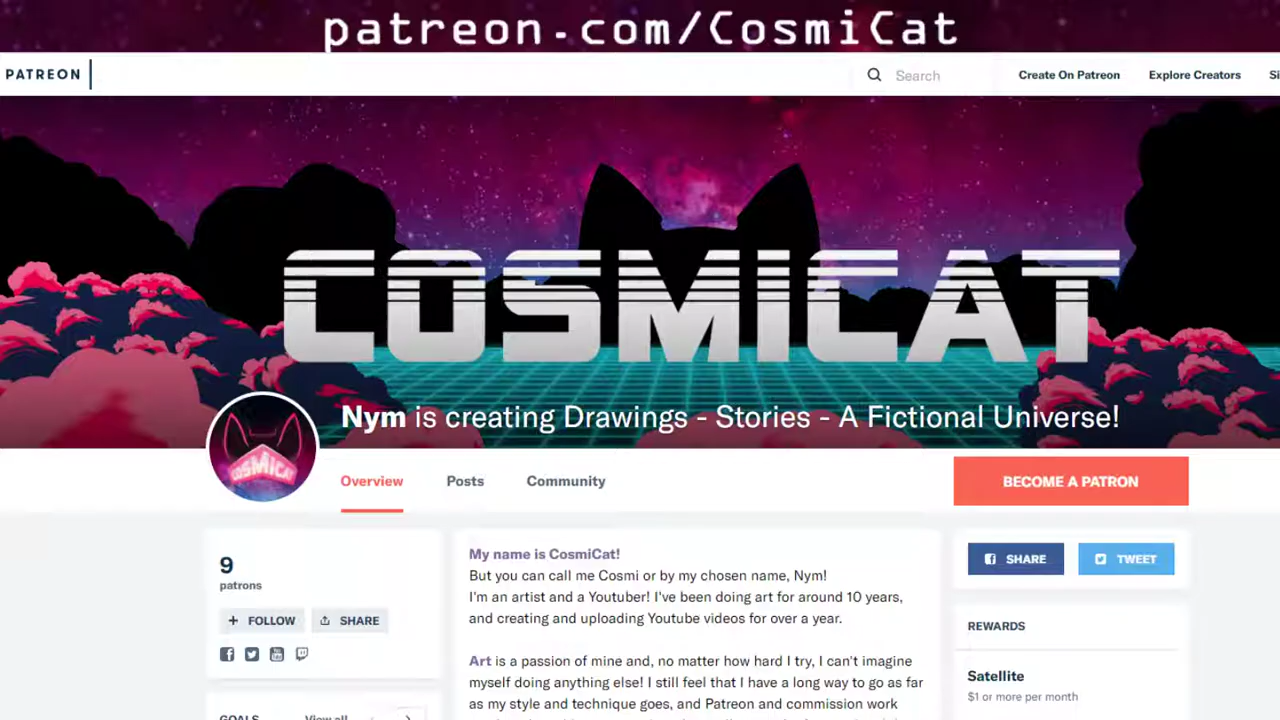 patreon.com/CosmiCat
PATREON
Search
Create On Patreon
Explore Creators
Si
COSMICAT
COSMICAT
Nym is creating Drawings - Stories - A Fictional Universe!
Overview
Posts
Community
BECOME A PATRON
9
patrons
+ FOLLOW
SHARE
My name is CosmiCat!
But you can call me Cosmi or by my chosen name, Nym!
I'm an artist and a Youtuber! I've been doing art for around 10 years,
and creating and uploading Youtube videos for over a year.
Art is a passion of mine and, no matter how hard I try, I can't imagine
myself doing anything else! I still feel that I have a long way to go as far
as my style and technique goes, and Patreon and commission work
SHARE
TWEET
REWARDS
Satellite
$1 or more per month
GOALS
View all